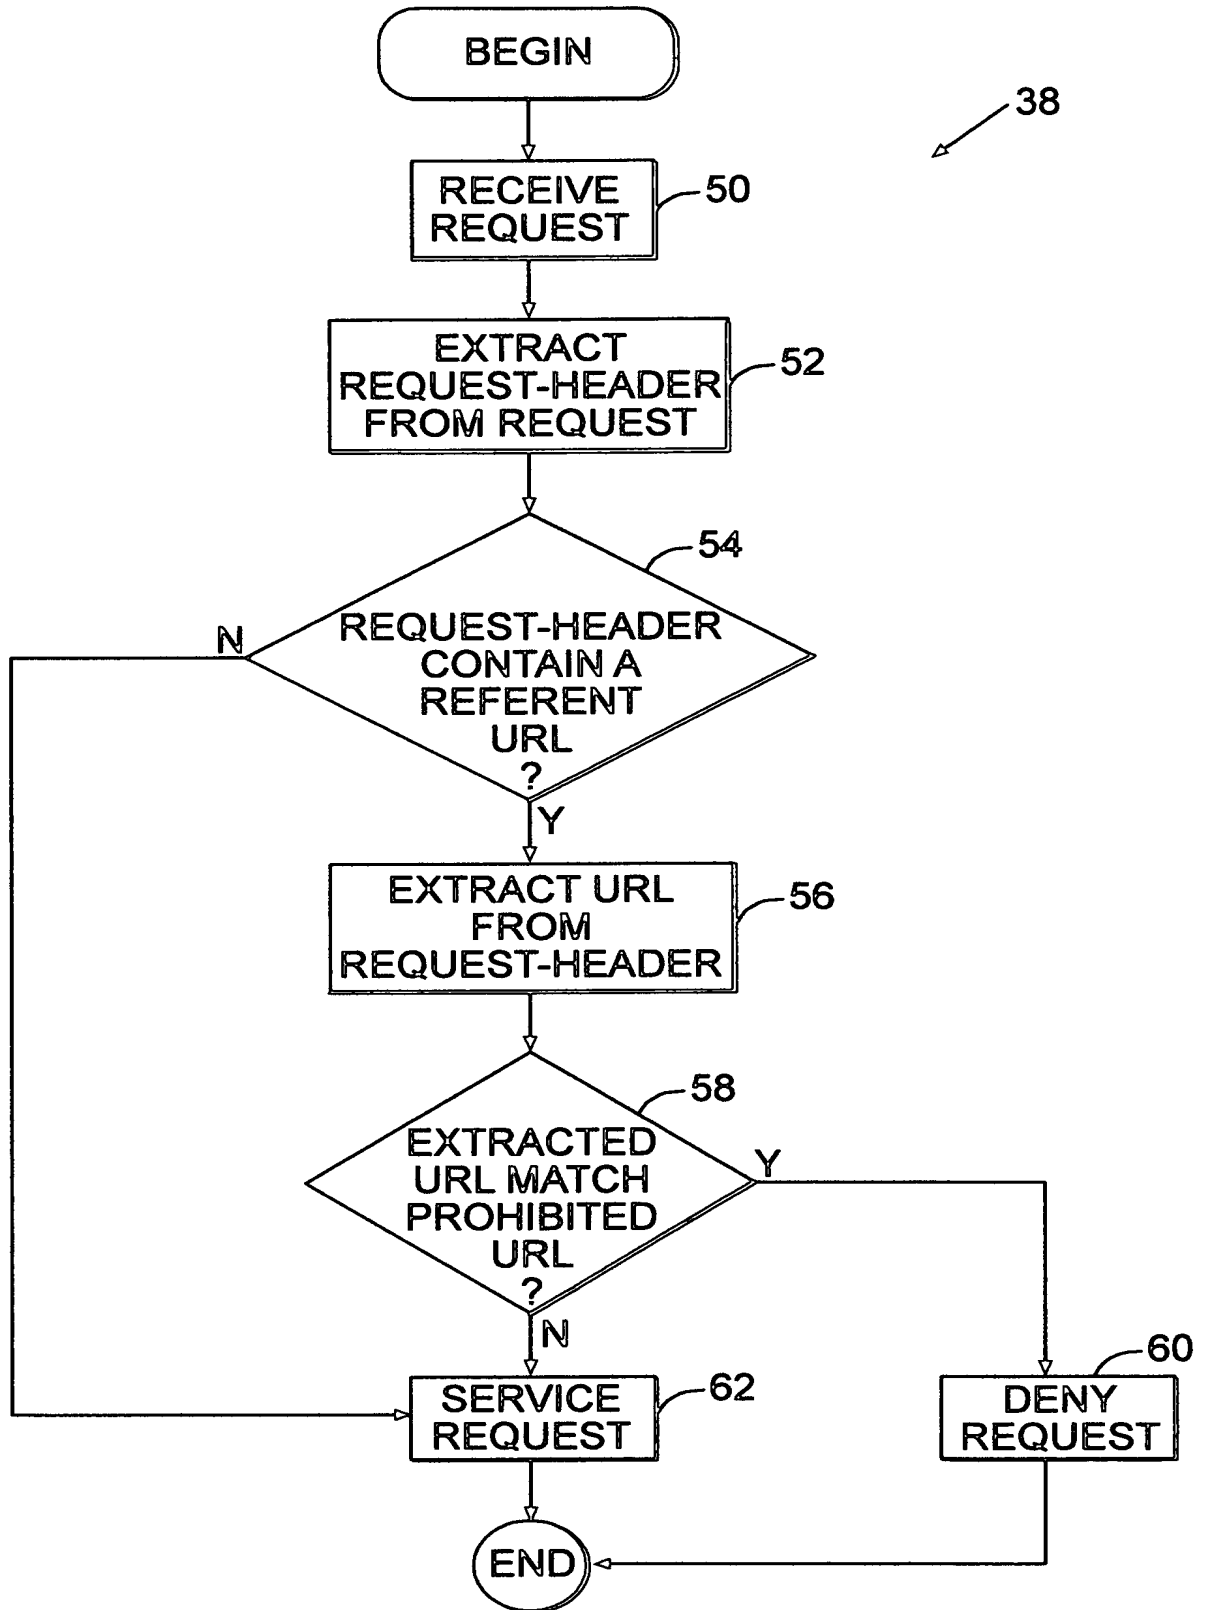 BEGIN
38
RECEIVE
REQUEST
50
EXTRACT
REQUEST-HEADER
FROM REQUEST
52
54
REQUEST-HEADER
CONTAIN A
REFERENT
URL
?
N
Y
EXTRACT URL
FROM
REQUEST-HEADER
56
58
EXTRACTED
URL MATCH
PROHIBITED
URL
?
Y
N
SERVICE
REQUEST
62
60
DENY
REQUEST
END